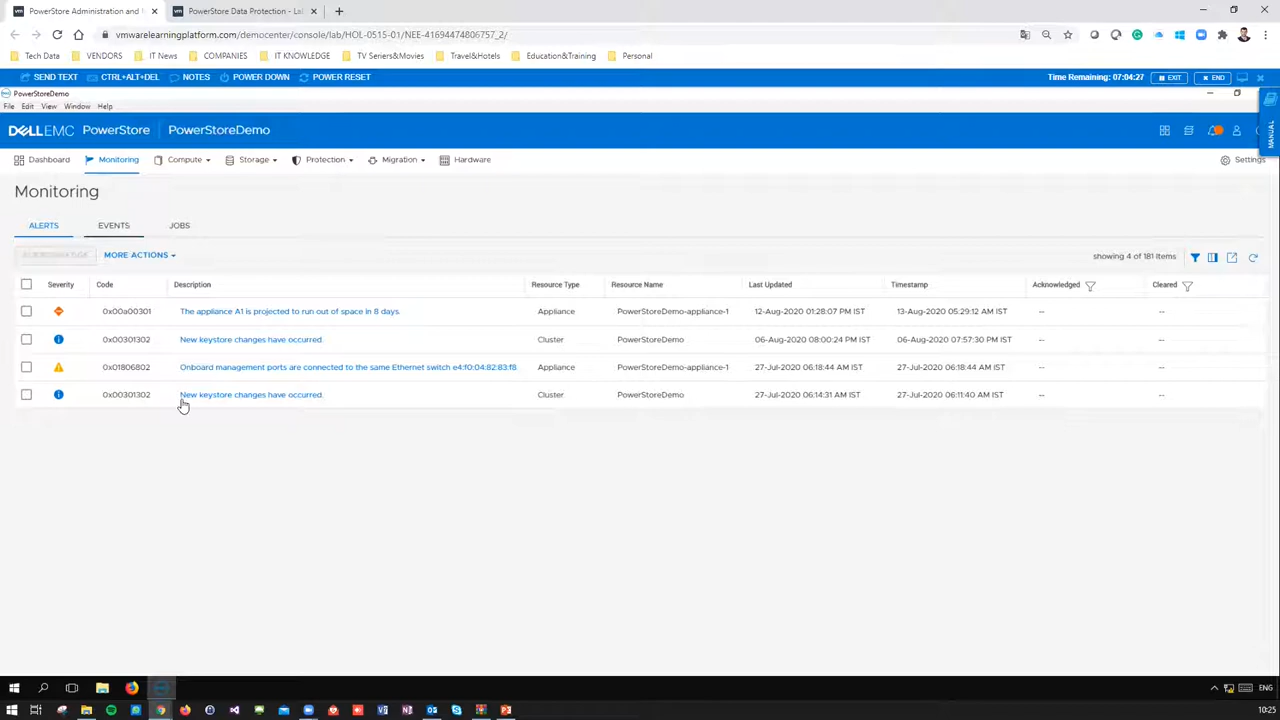 PowerStore Administration and
PowerStore Data Protection - Lab
vmwarelearningplatform.com/democenter/console/lab/HOL-0515-01/NEE-41694474806757_2/
Tech Data VENDORS IT News COMPANIES IT KNOWLEDGE TV Seriers&Movies Travel&Hotels Education&Training Personal
SEND TEXT CTRL+ALT+DEL NOTES POWER DOWN POWER RESET Time Remaining: 07:04:27 EXIT END
PowerStoreDemo
File Edit View Window Help
MANUAL
DELLEMC PowerStore PowerStoreDemo
Dashboard Monitoring Compute Storage Protection Migration Hardware Settings
Monitoring
ALERTS EVENTS JOBS
MORE ACTIONS showing 4 of 181 Items
Severity Code Description Resource Type Resource Name Last Updated Timestamp Acknowledged Cleared
0x00a00301 The appliance A1 is projected to run out of space in 8 days. Appliance PowerStoreDemo-appliance-1 12-Aug-2020 01:28:07 PM IST 13-Aug-2020 05:29:12 AM IST -- --
0x00301302 New keystore changes have occurred. Cluster PowerStoreDemo 06-Aug-2020 08:00:24 PM IST 06-Aug-2020 07:57:30 PM IST -- --
0x01806802 Onboard management ports are connected to the same Ethernet switch e4:f0:04:82:83:f8 Appliance PowerStoreDemo-appliance-1 27-Jul-2020 06:18:44 AM IST 27-Jul-2020 06:18:44 AM IST -- --
0x00301302 New keystore changes have occurred. Cluster PowerStoreDemo 27-Jul-2020 06:14:31 AM IST 27-Jul-2020 06:11:40 AM IST -- --
ENG
ENG 10:25